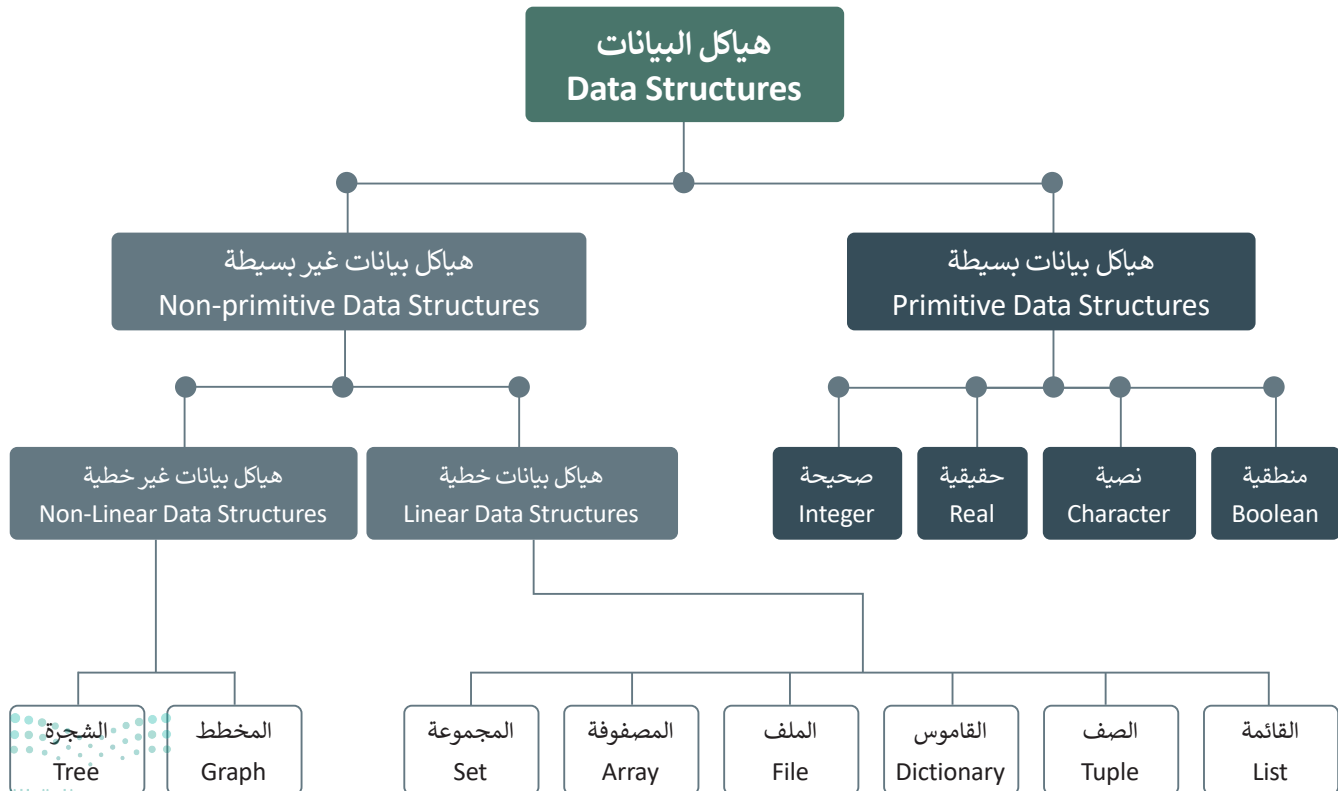 هياكل البيانات
Data Structures
هياكل بيانات بسيطة
Primitive Data Structures
هياكل بيانات غير بسيطة
Non-primitive Data Structures
منطقية
Boolean
نصية
Character
حقيقية
Real
صحيحة
Integer
هياكل بيانات خطية
Linear Data Structures
هياكل بيانات غير خطية
Non-Linear Data Structures
القائمة
List
الصف
Tuple
القاموس
Dictionary
الملف
File
المصفوفة
Array
المجموعة
Set
المخطط
Graph
الشجرة
Tree